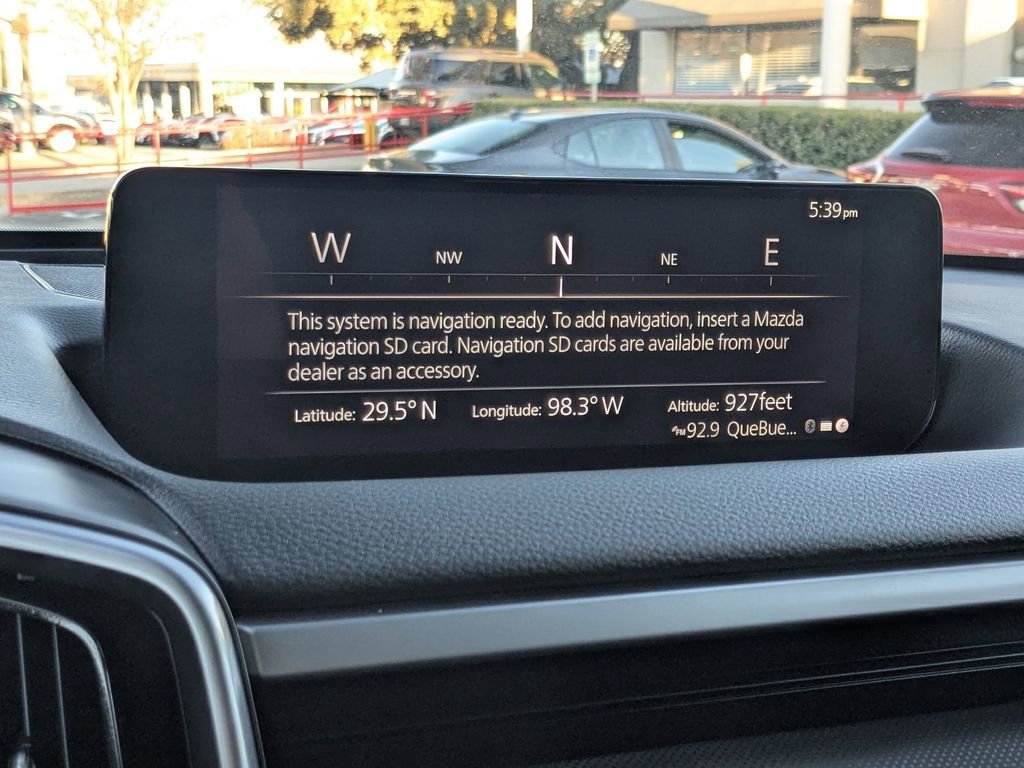 5:39pm
W NW N NE E
This system is navigation ready. To add navigation, insert a Mazda
navigation SD card. Navigation SD cards are available from your
dealer as an accessory.
Latitude: 29.5° N Longitude: 98.3° W Altitude: 927feet
FM 92.9 QueBue...